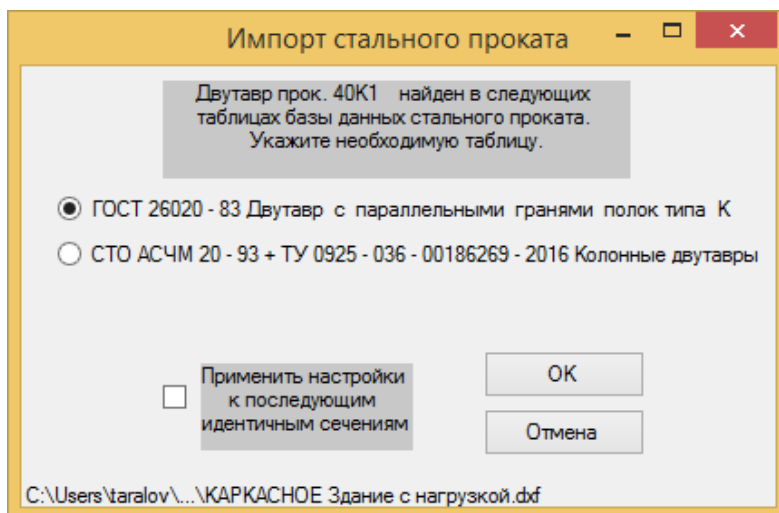 Импорт стального проката
Двутавр прок. 40К1 найден в следующих
таблицах базы данных стального проката.
Укажите необходимую таблицу.
ГОСТ 26020 - 83 Двутавр с параллельными гранями полок типа К
СТО АСЧМ 20 - 93 + ТУ 0925 - 036 - 00186269 - 2016 Колонные двутавры
Применить настройки
к последующим
идентичным сечениям
OK
Отмена
C:\Users\taralov\...\КАРКАСНОЕ Здание с нагрузкой.dxf